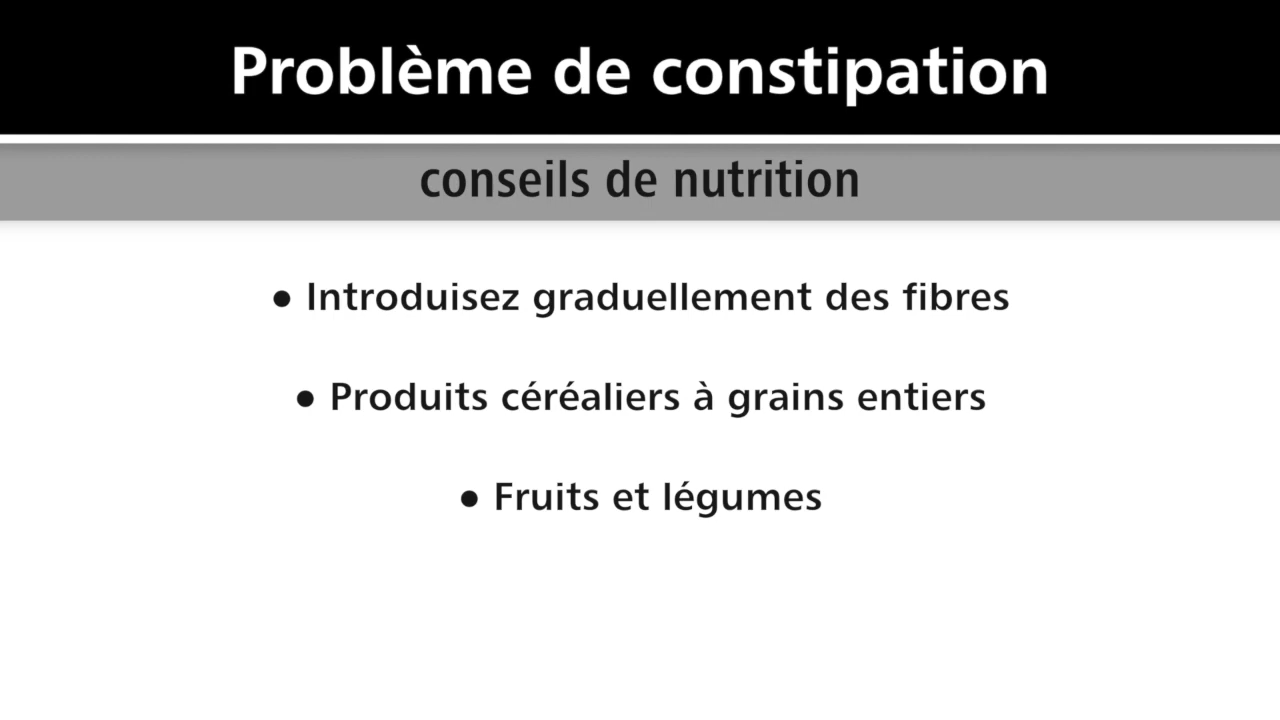 Problème de constipation
conseils de nutrition
• Introduisez graduellement des fibres
• Produits céréaliers à grains entiers
• Fruits et légumes